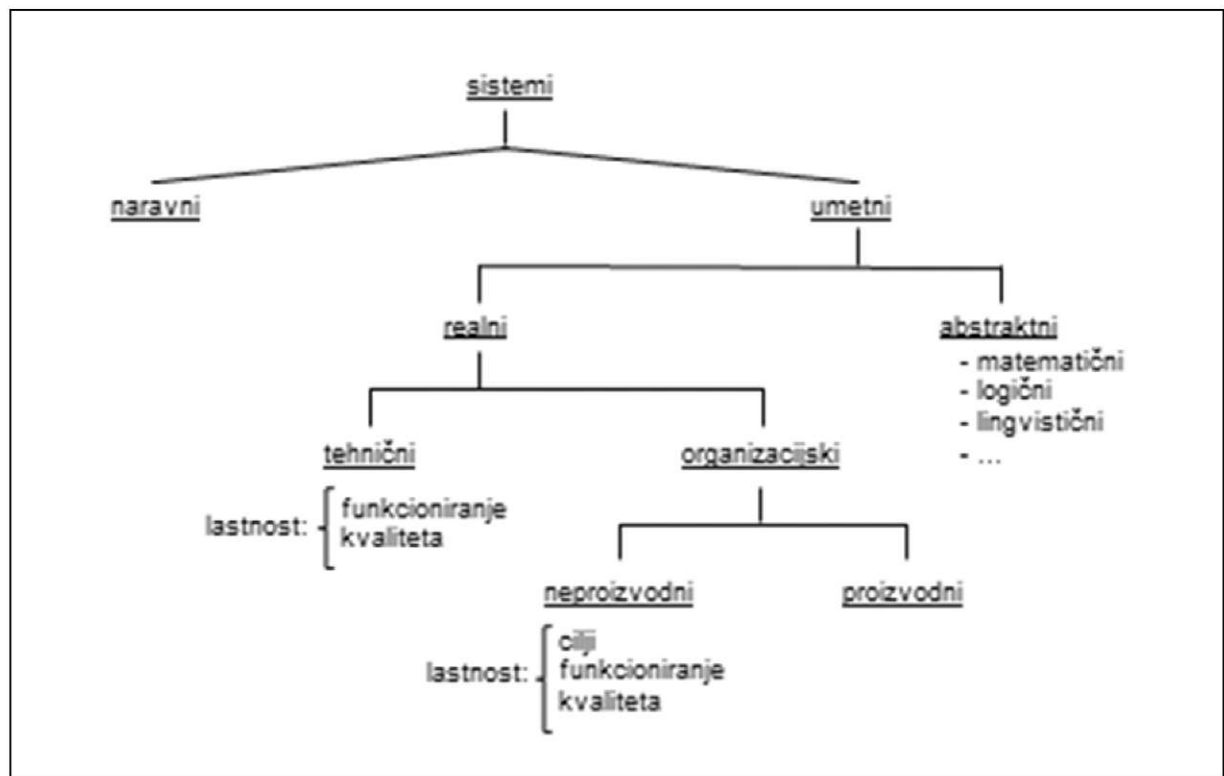 sistemi
naravni
umetni
realni
abstraktni
- matematični
- logični
- lingvistični
- ...
tehnični
organizacijski
lastnost:
funkcioniranje
kvaliteta
neproizvodni
proizvodni
lastnost:
cilji
funkcioniranje
kvaliteta